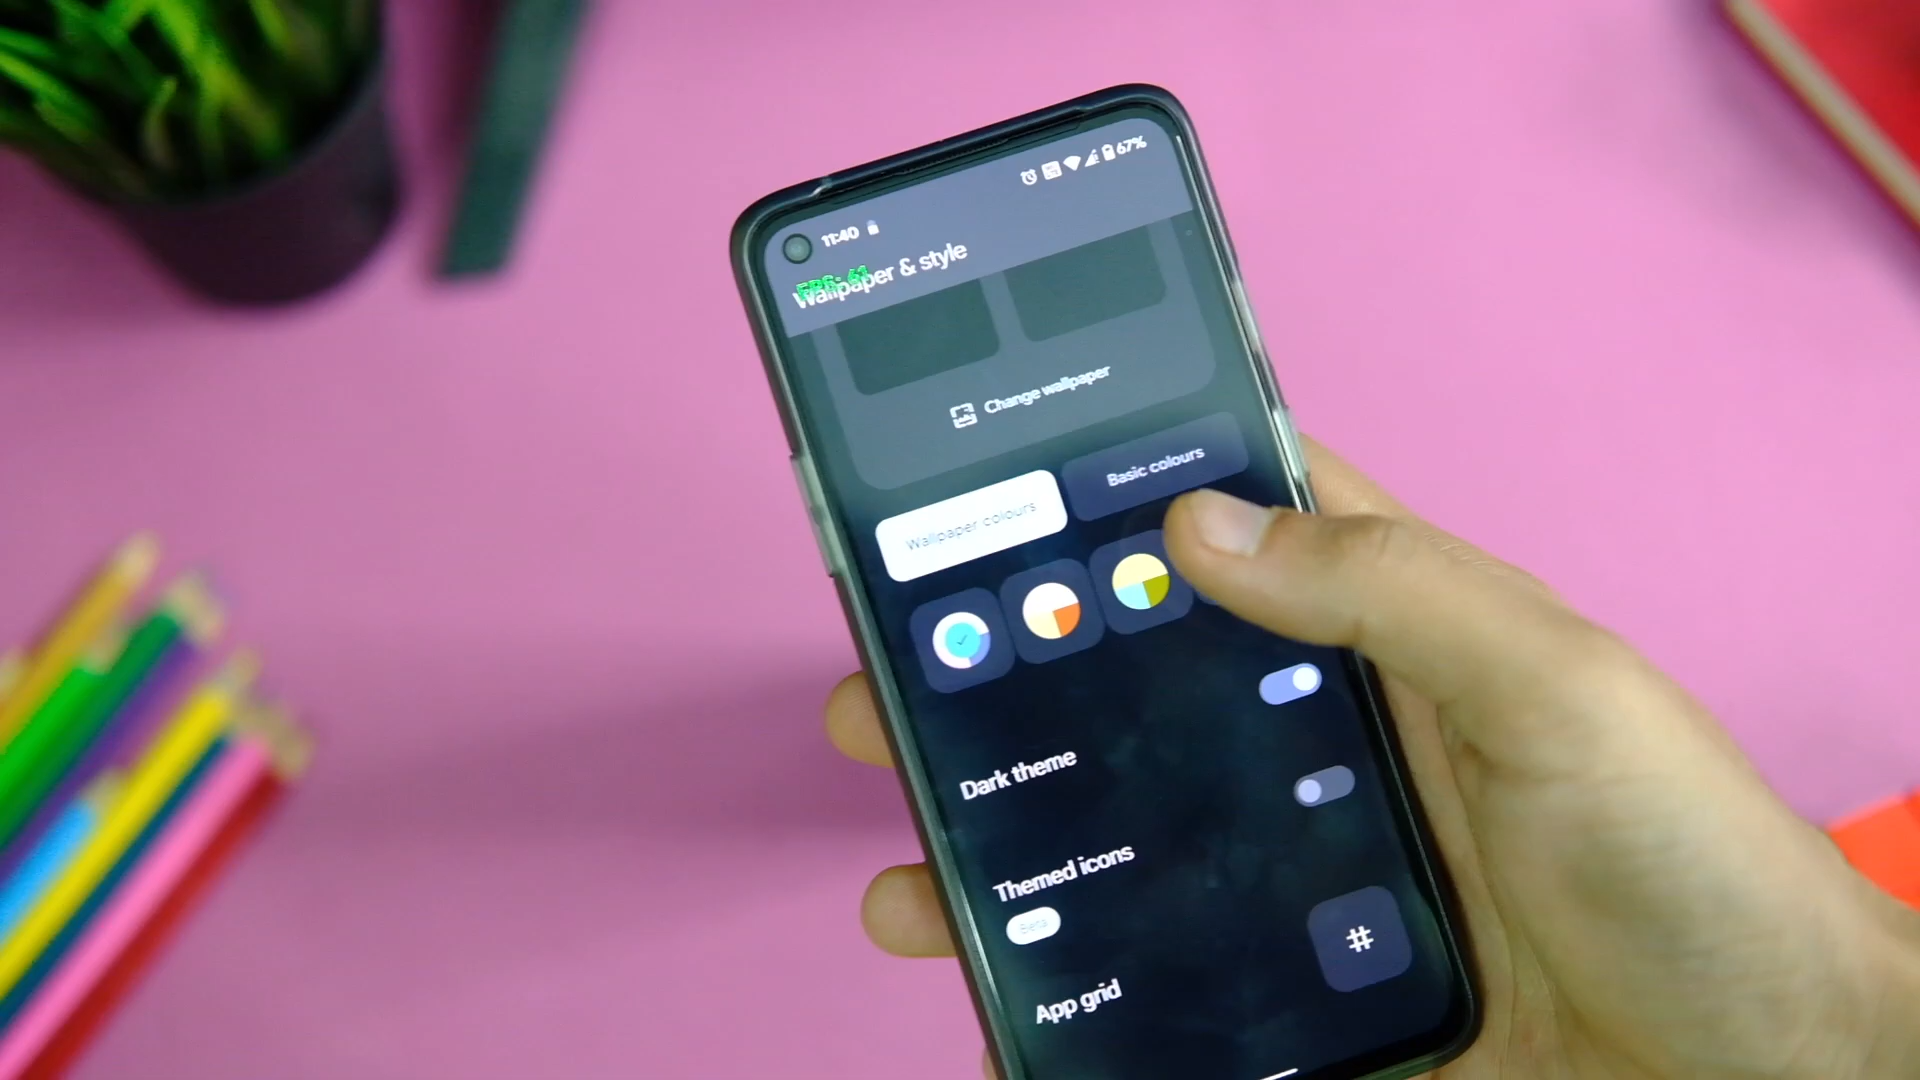 67%
11:40
FPS: 61
Wallpaper & style
Change wallpaper
Wallpaper colours
Basic colours
Dark theme
Themed icons
Beta
App grid
#